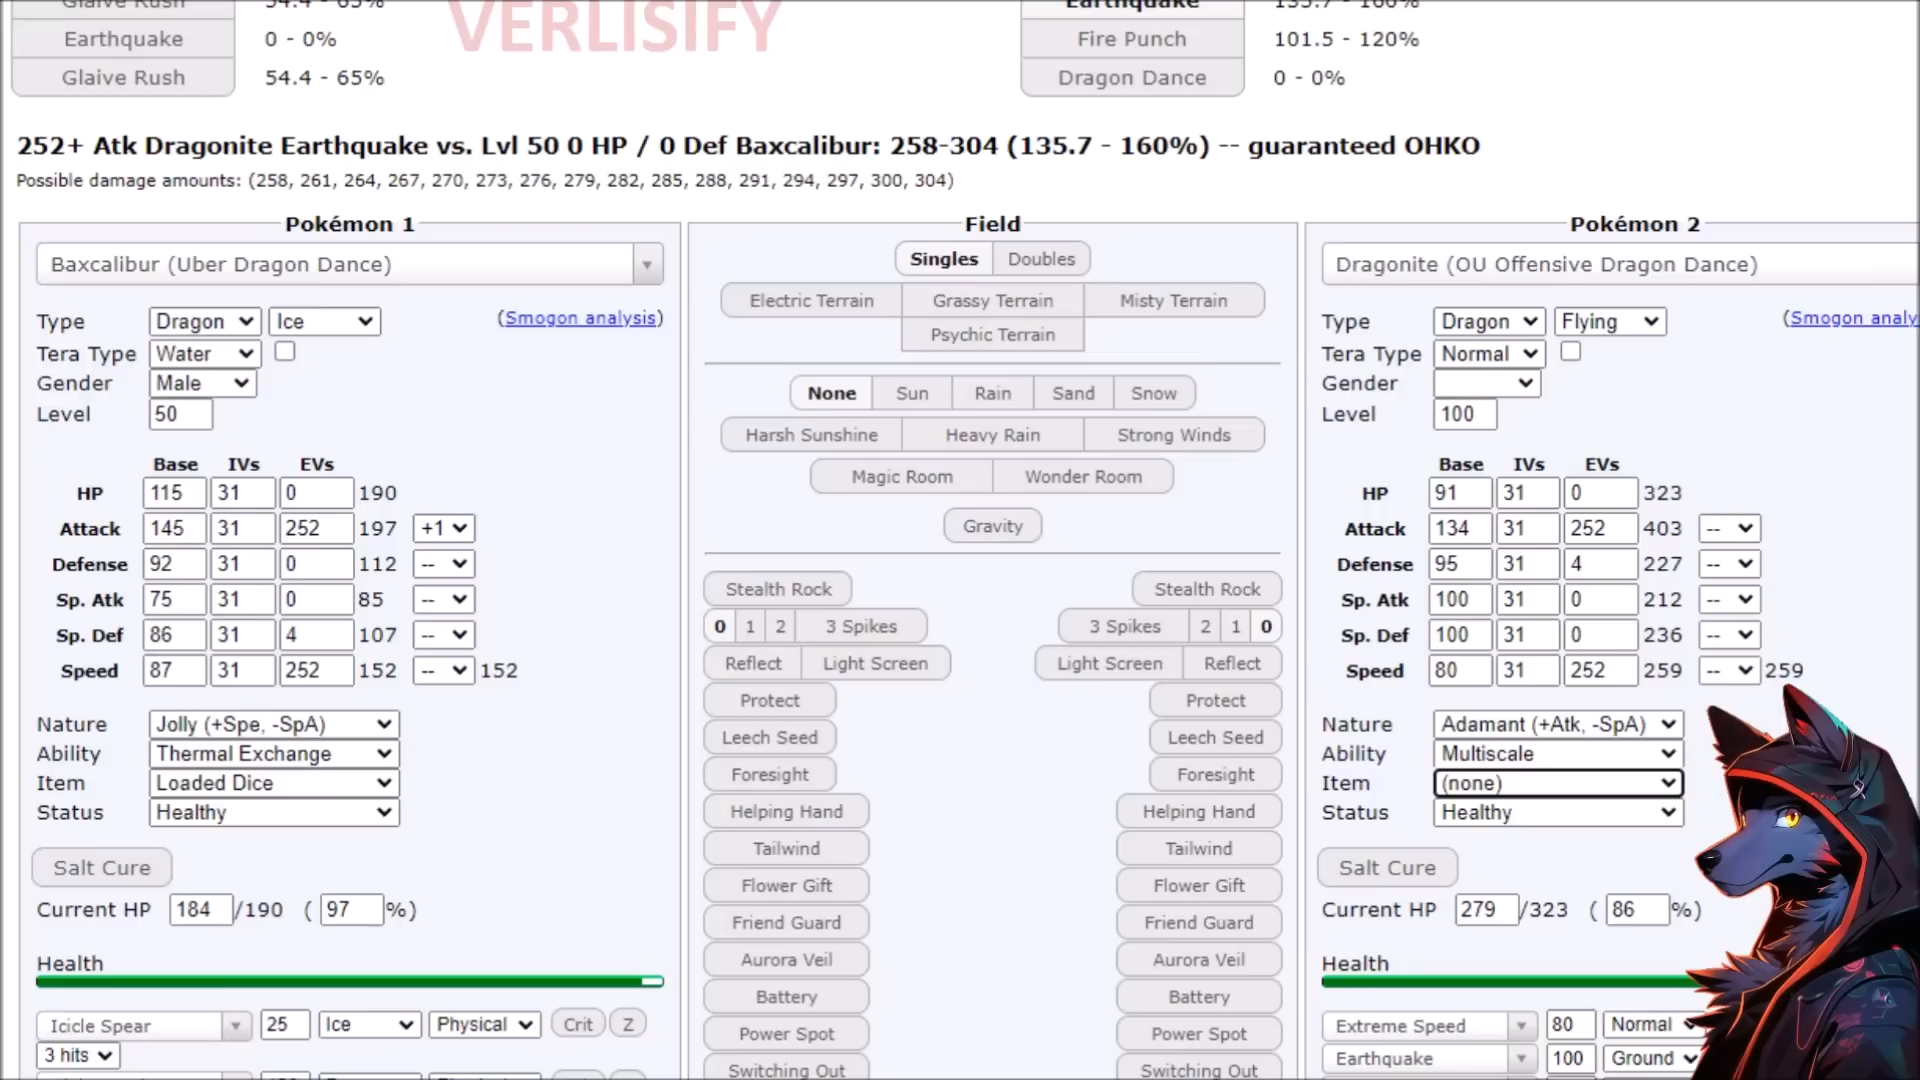 Glaive Rush 54.4 - 65% VERLISIFY Earthquake 135.7 - 160%
Earthquake 0 - 0% Fire Punch 101.5 - 120%
Glaive Rush 54.4 - 65% Dragon Dance 0 - 0%
252+ Atk Dragonite Earthquake vs. Lvl 50 0 HP / 0 Def Baxcalibur: 258-304 (135.7 - 160%) -- guaranteed OHKO
Possible damage amounts: (258, 261, 264, 267, 270, 273, 276, 279, 282, 285, 288, 291, 294, 297, 300, 304)
Pokémon 1
Baxcalibur (Uber Dragon Dance)
Type Dragon Ice (Smogon analysis)
Tera Type Water
Gender Male
Level 50
Base IVs EVs
HP 115 31 0 190
Attack 145 31 252 197 +1
Defense 92 31 0 112 --
Sp. Atk 75 31 0 85 --
Sp. Def 86 31 4 107 --
Speed 87 31 252 152 -- 152
Nature Jolly (+Spe, -SpA)
Ability Thermal Exchange
Item Loaded Dice
Status Healthy
Salt Cure
Current HP 184 /190 ( 97 %)
Health
Icicle Spear 25 Ice Physical Crit Z
3 hits
Field
Singles Doubles
Electric Terrain Grassy Terrain Misty Terrain
Psychic Terrain
None Sun Rain Sand Snow
Harsh Sunshine Heavy Rain Strong Winds
Magic Room Wonder Room
Gravity
Stealth Rock Stealth Rock
0 1 2 3 Spikes 3 Spikes 2 1 0
Reflect Light Screen Light Screen Reflect
Protect Protect
Leech Seed Leech Seed
Foresight Foresight
Helping Hand Helping Hand
Tailwind Tailwind
Flower Gift Flower Gift
Friend Guard Friend Guard
Aurora Veil Aurora Veil
Battery Battery
Power Spot Power Spot
Switching Out Switching Out
Pokémon 2
Dragonite (OU Offensive Dragon Dance)
Type Dragon Flying (Smogon analy
Tera Type Normal
Gender
Level 100
Base IVs EVs
HP 91 31 0 323
Attack 134 31 252 403 --
Defense 95 31 4 227 --
Sp. Atk 100 31 0 212 --
Sp. Def 100 31 0 236 --
Speed 80 31 252 259 -- 259
Nature Adamant (+Atk, -SpA)
Ability Multiscale
Item (none)
Status Healthy
Salt Cure
Current HP 279 /323 ( 86 %)
Health
Extreme Speed 80 Normal
Earthquake 100 Ground